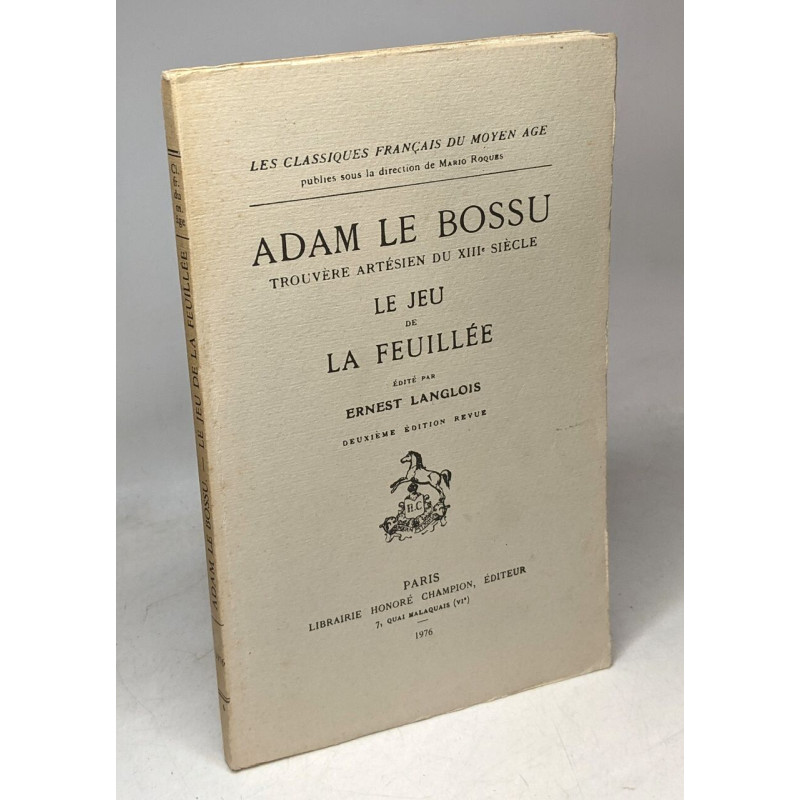 LES CLASSIQUES FRANÇAIS DU MOYEN AGE
publiés sous la direction de MARIO ROQUES
ADAM LE BOSSU
TROUVÈRE ARTÉSIEN DU XIIIe SIÈCLE
LE JEU
DE
LA FEUILLÉE
ÉDITÉ PAR
ERNEST LANGLOIS
DEUXIÈME ÉDITION REVUE
H.C
PARIS
LIBRAIRIE HONORÉ CHAMPION, ÉDITEUR
7, QUAI MALAQUAIS (VIe)
1976
ADAM LE BOSSU. — LE JEU DE LA FEUILLÉE